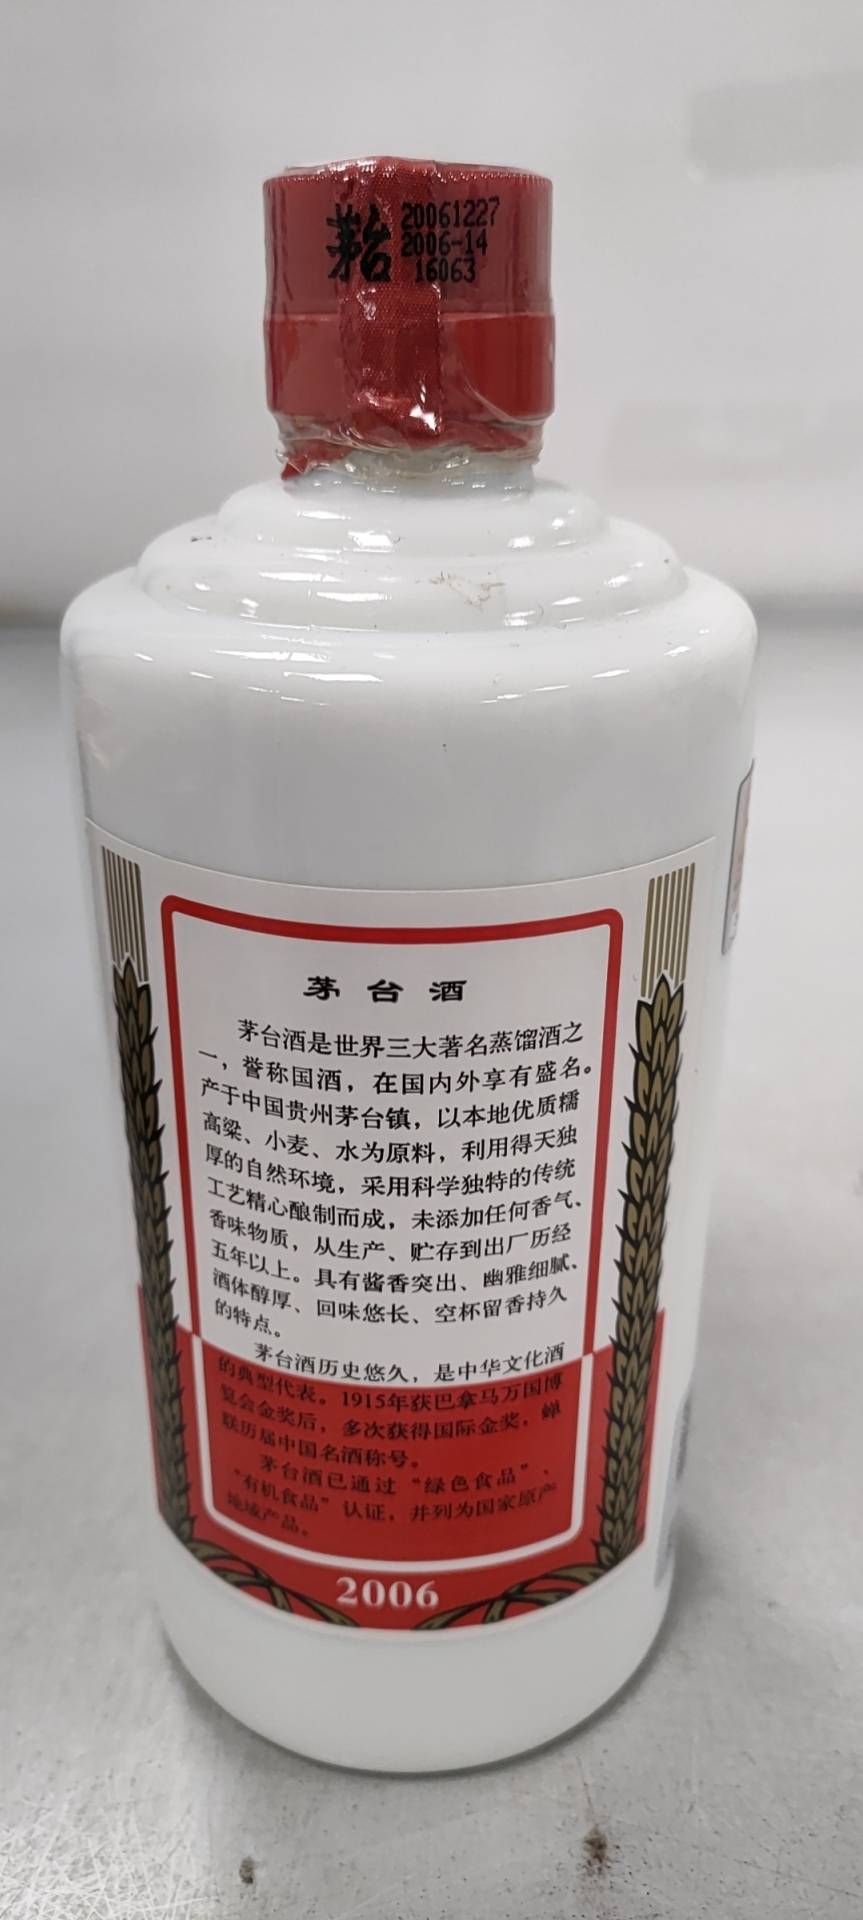 茅台
20061227
2006-14
16063
茅台酒
茅台酒是世界三大著名蒸馏酒之
一，誉称国酒，在国内外享有盛名。
产于中国贵州茅台镇，以本地优质糯
高粱、小麦、水为原料，利用得天独
厚的自然环境，采用科学独特的传统
工艺精心酿制而成，未添加任何香气、
香味物质，从生产、贮存到出厂历经
五年以上。具有酱香突出、幽雅细腻、
酒体醇厚、回味悠长、空杯留香持久
的特点。
茅台酒历史悠久，是中华文化酒
的典型代表。1915年获巴拿马万国博
览会金奖后，多次获得国际金奖，蝉
联历届中国名酒称号。
茅台酒已通过“绿色食品”、
“有机食品”认证，并列为国家原产
地域产品。
2006